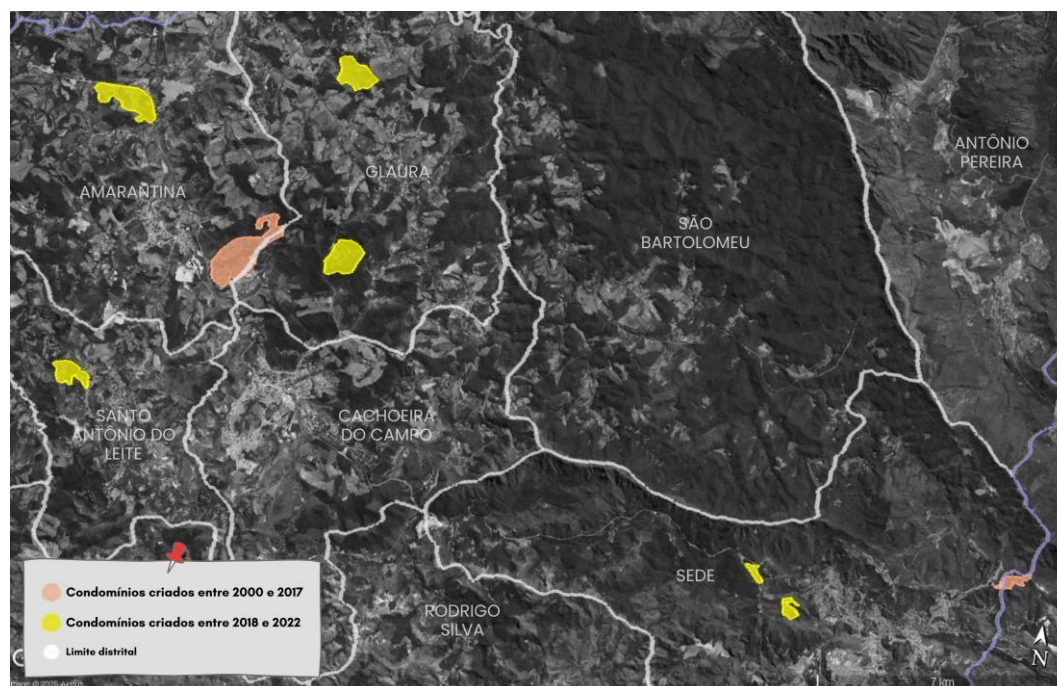 GLAURA
ANTÔNIO
PEREIRA
AMARANTINA
SÃO
BARTOLOMEU
SANTO
ANTÔNIO DO
LEITE
CACHOEIRA
DO CAMPO
SEDE
RODRIGO
SILVA
Condomínios criados entre 2000 e 2017
Condomínios criados entre 2018 e 2022
Limite distrital
N
7 km